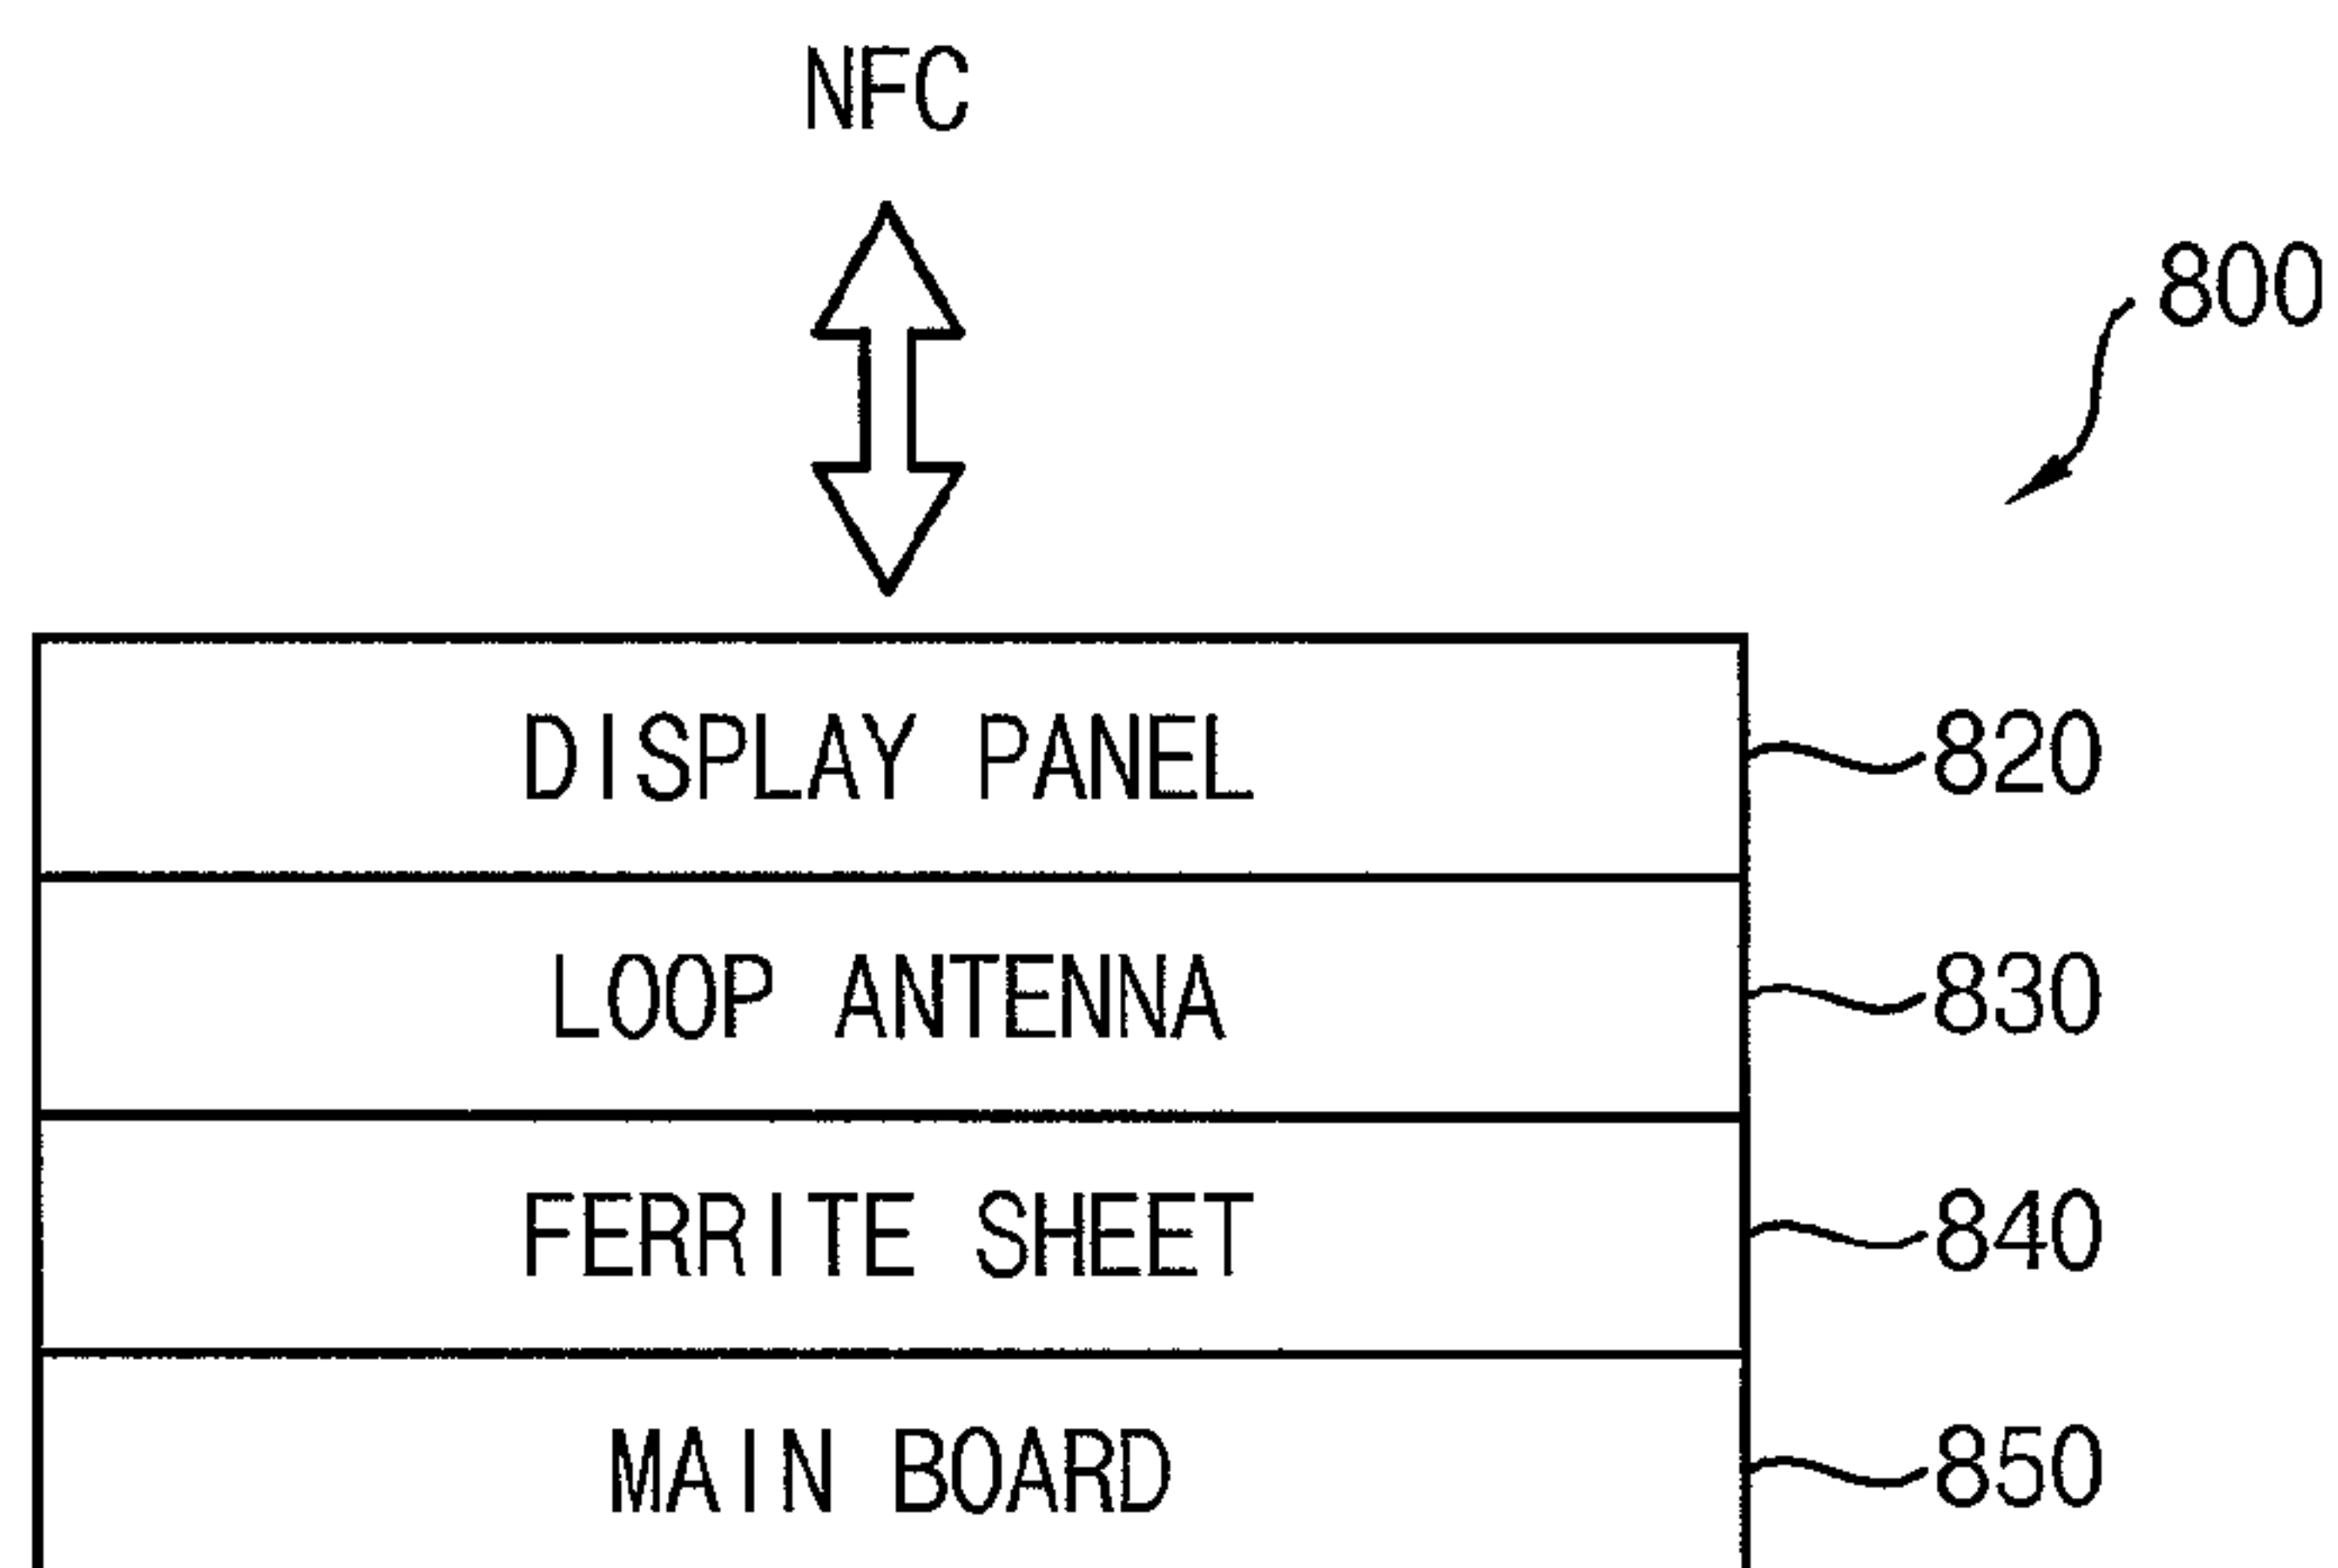 NFC
800
DISPLAY PANEL 820
LOOP ANTENNA 830
FERRITE SHEET 840
MAIN BOARD 850